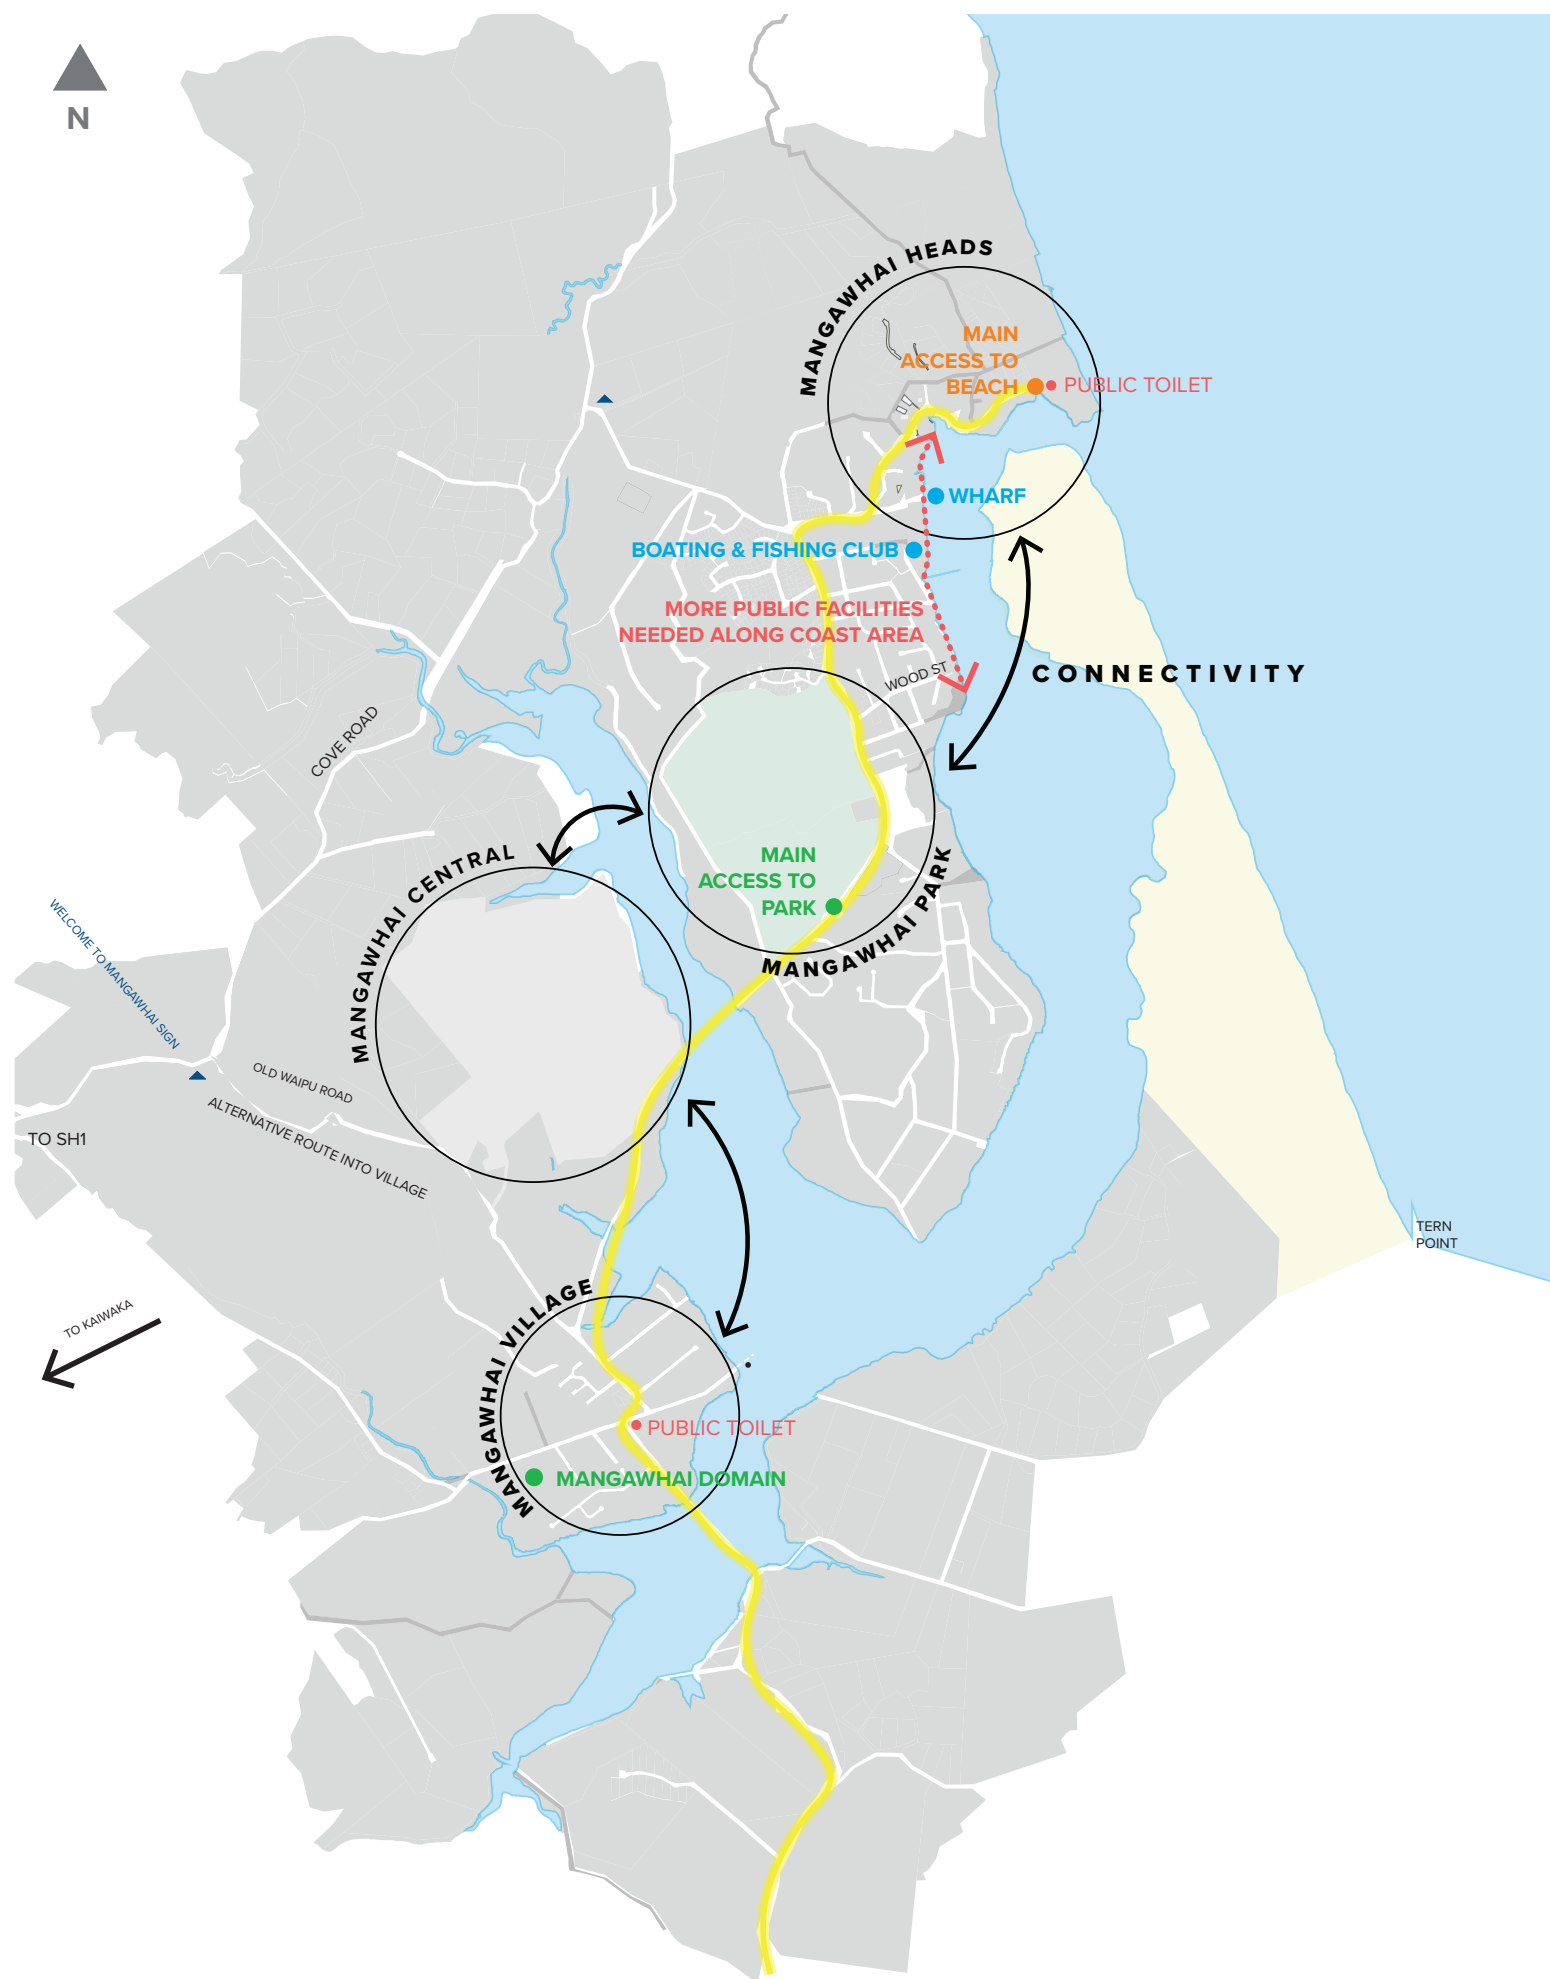 N
MANGAWHAI HEADS
MAIN
ACCESS TO
BEACH
PUBLIC TOILET
WHARF
BOATING & FISHING CLUB
MORE PUBLIC FACILITIES
NEEDED ALONG COAST AREA
WOOD ST
CONNECTIVITY
COVE ROAD
MANGAWHAI CENTRAL
MAIN
ACCESS TO
PARK
MANGAWHAI PARK
WELCOME TO MANGAWHAI SIGN
OLD WAIPU ROAD
ALTERNATIVE ROUTE INTO VILLAGE
TO SH1
TERN
POINT
TO KAIWAKA
MANGAWHAI VILLAGE
PUBLIC TOILET
MANGAWHAI DOMAIN